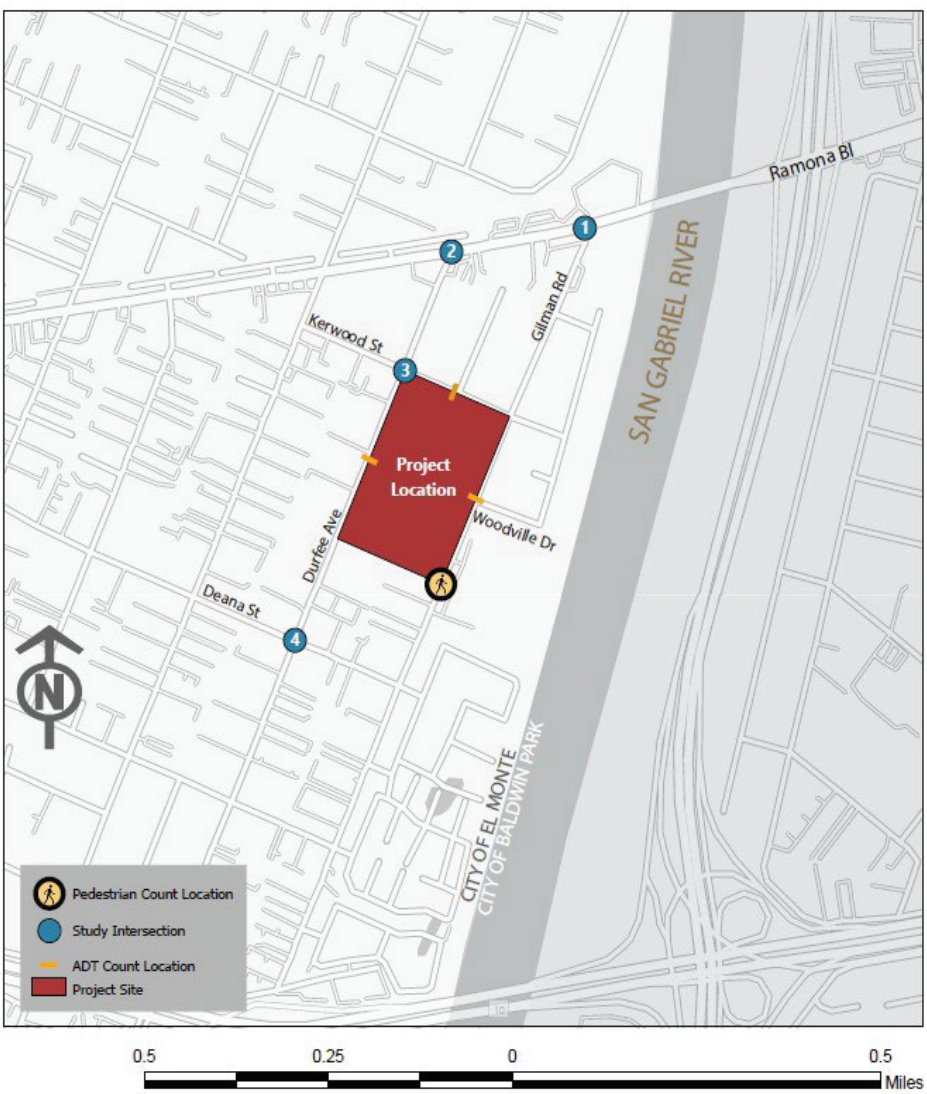 Ramona Bl
1
2
Gilman Rd
Kerwood St
SAN GABRIEL RIVER
3
Project
Location
Woodville Dr
Durfee Ave
Deana St
4
N
CITY OF EL MONTE
CITY OF BALDWIN PARK
Pedestrian Count Location
Study Intersection
ADT Count Location
Project Site
10
0.5 0.25 0 0.5
Miles